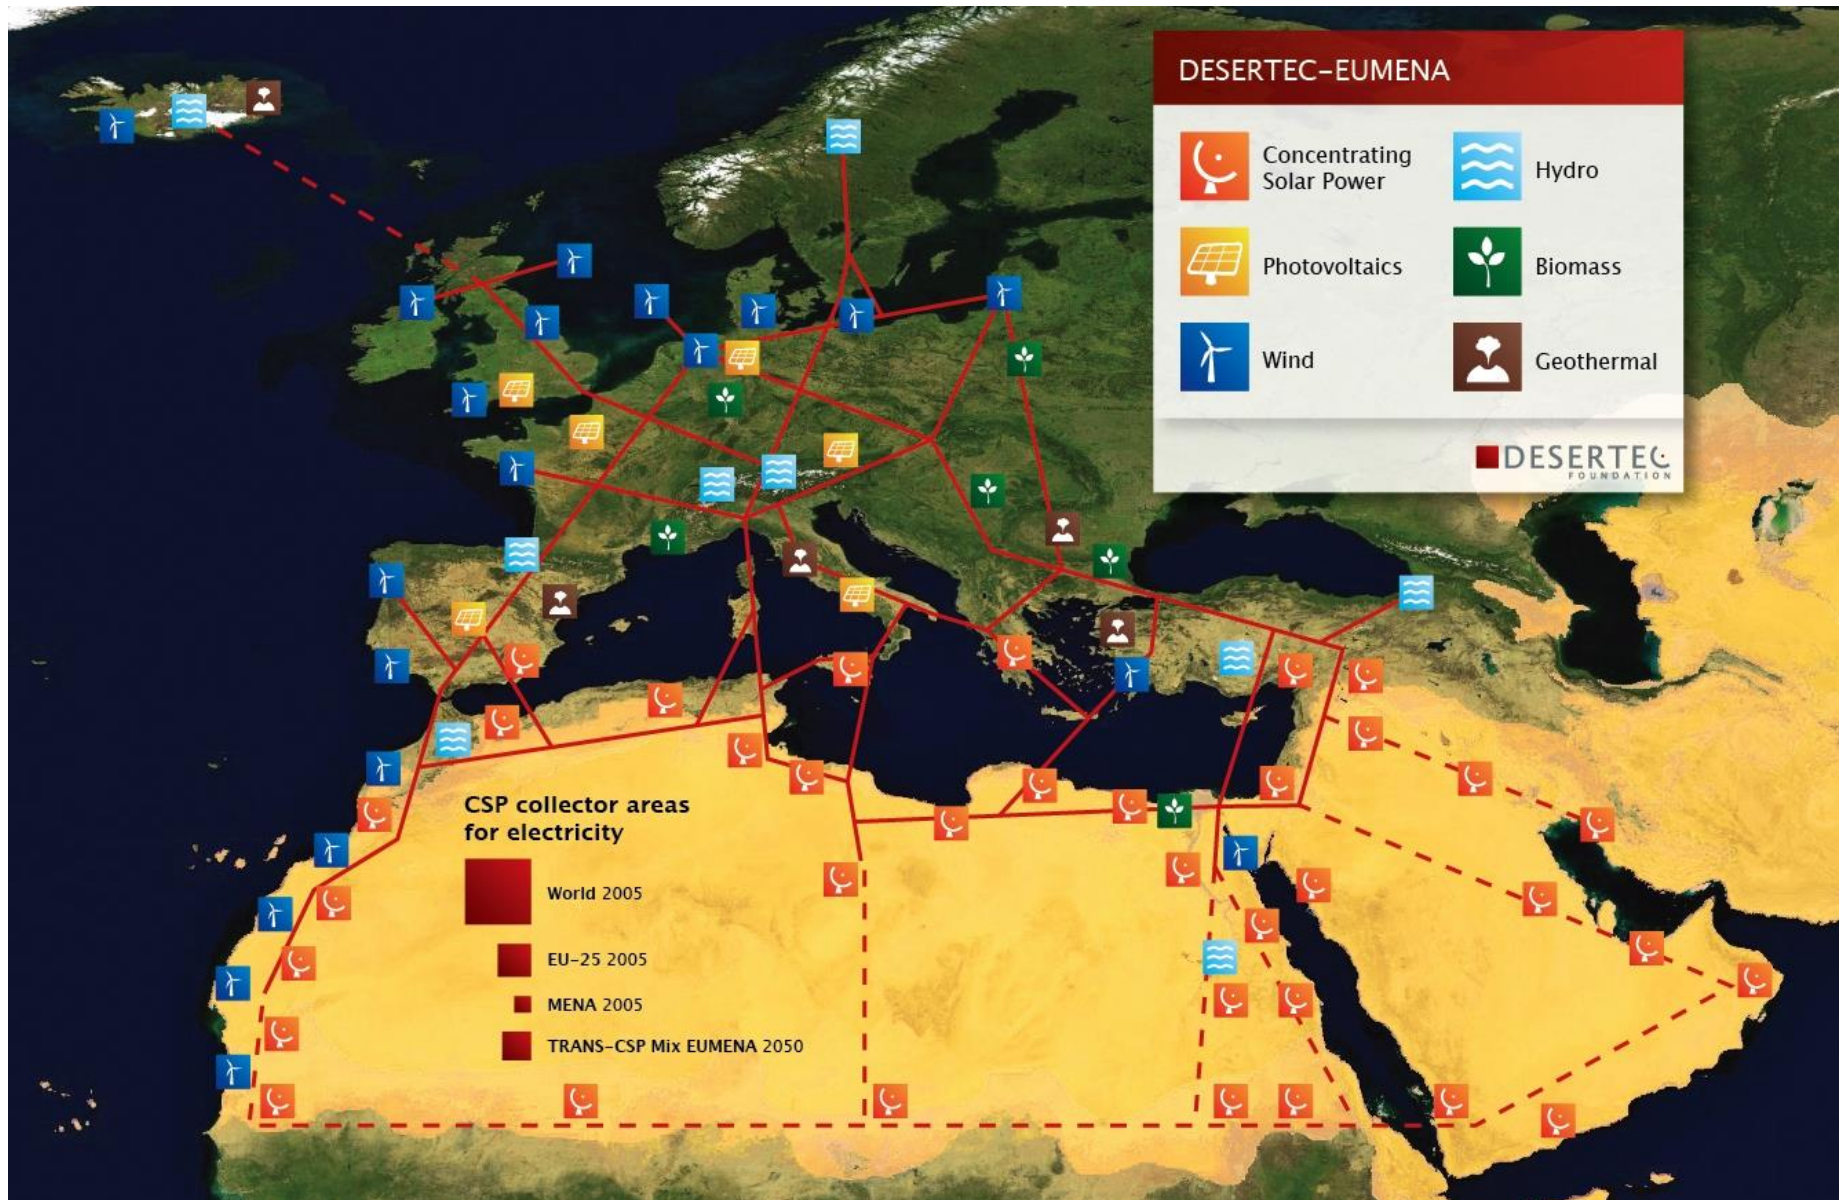 DESERTEC–EUMENA
Concentrating
Solar Power
Hydro
Photovoltaics
Biomass
Wind
Geothermal
DESERTEC
FOUNDATION
CSP collector areas
for electricity
World 2005
EU–25 2005
MENA 2005
TRANS–CSP Mix EUMENA 2050